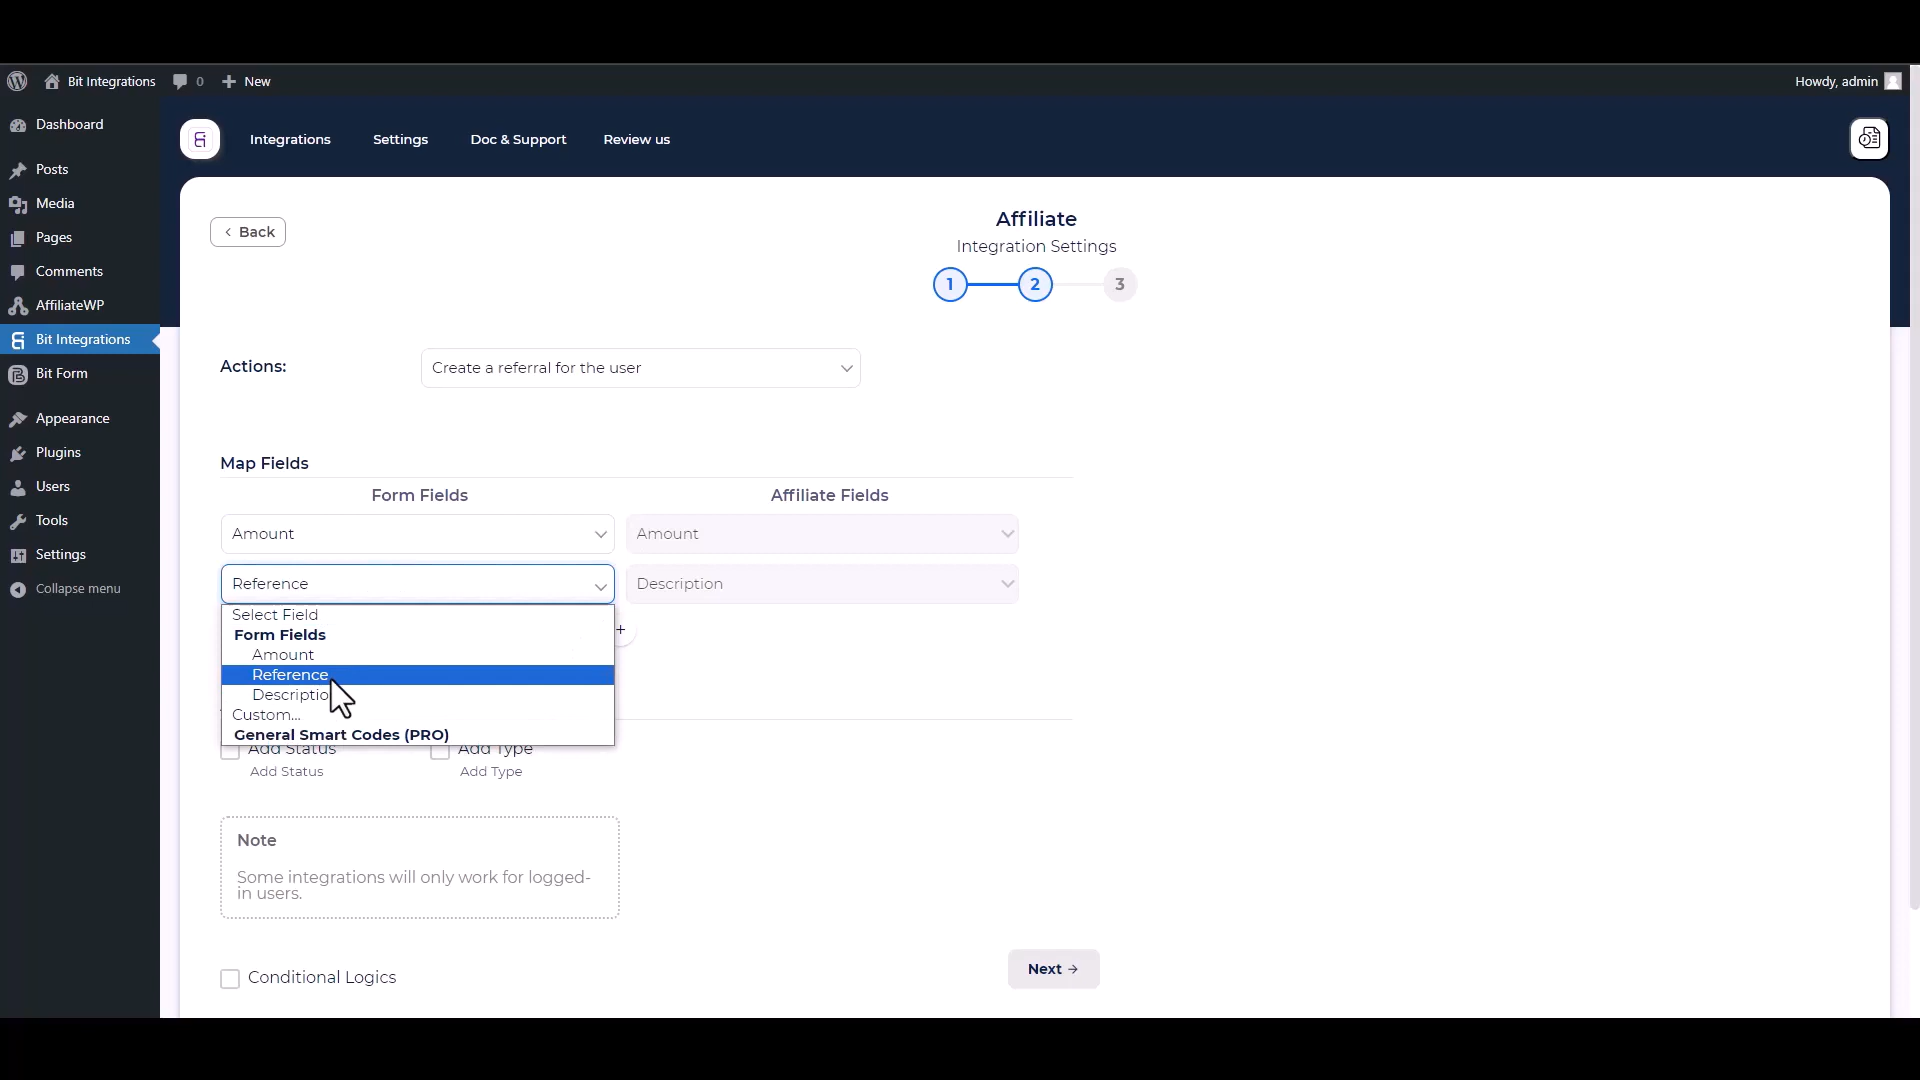 Bit Integrations
0
New
Howdy, admin
Dashboard
Posts
Media
Pages
Comments
AffiliateWP
Bit Integrations
Bit Form
Appearance
Plugins
Users
Tools
Settings
Collapse menu
Integrations
Settings
Doc & Support
Review us
Back
Affiliate
Integration Settings
1
2
3
Actions:
Create a referral for the user
Map Fields
Form Fields
Affiliate Fields
Amount
Amount
Reference
Description
Select Field
Form Fields
Amount
Reference
Descriptio
Custom...
General Smart Codes (PRO)
+
Add Status
Add Type
Add Status
Add Type
Note
Some integrations will only work for logged-
in users.
Conditional Logics
Next →